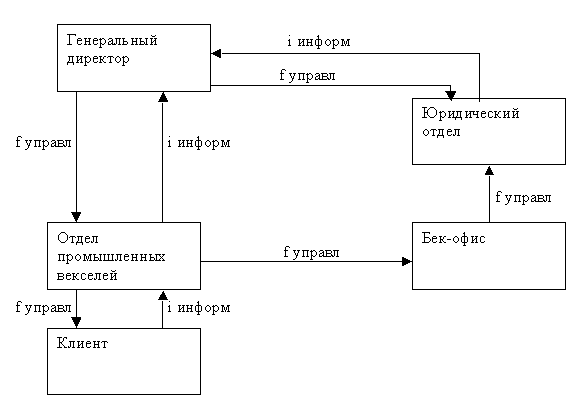 Генеральный
директор
i информ
f управл
Юридический
отдел
f управл
i информ
f управл
Отдел
промышленных
векселей
f управл
Бек-офис
f управл
i информ
Клиент